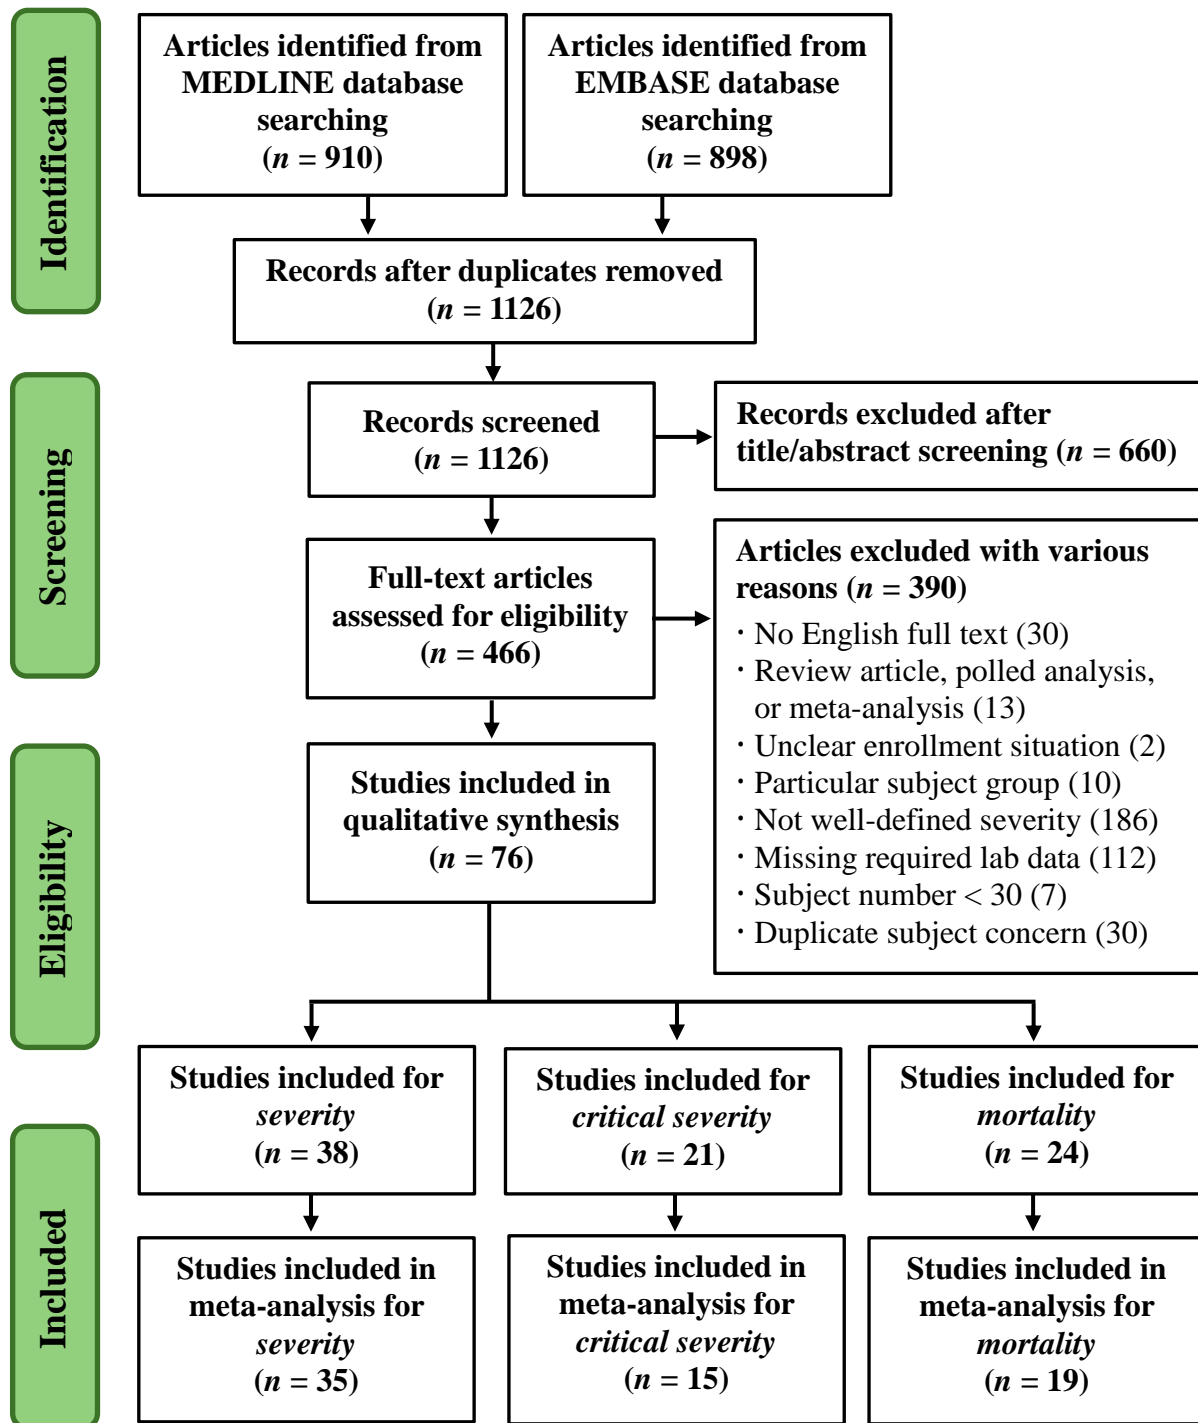 Identification
Articles identified from
MEDLINE database
searching
(n = 910)
Articles identified from
EMBASE database
searching
(n = 898)
Records after duplicates removed
(n = 1126)
Screening
Records screened
(n = 1126)
Records excluded after
title/abstract screening (n = 660)
Full-text articles
assessed for eligibility
(n = 466)
Articles excluded with various
reasons (n = 390)
· No English full text (30)
· Review article, polled analysis,
or meta-analysis (13)
· Unclear enrollment situation (2)
· Particular subject group (10)
· Not well-defined severity (186)
· Missing required lab data (112)
· Subject number < 30 (7)
· Duplicate subject concern (30)
Eligibility
Studies included in
qualitative synthesis
(n = 76)
Studies included for
severity
(n = 38)
Studies included for
critical severity
(n = 21)
Studies included for
mortality
(n = 24)
Included
Studies included in
meta-analysis for
severity
(n = 35)
Studies included in
meta-analysis for
critical severity
(n = 15)
Studies included in
meta-analysis for
mortality
(n = 19)